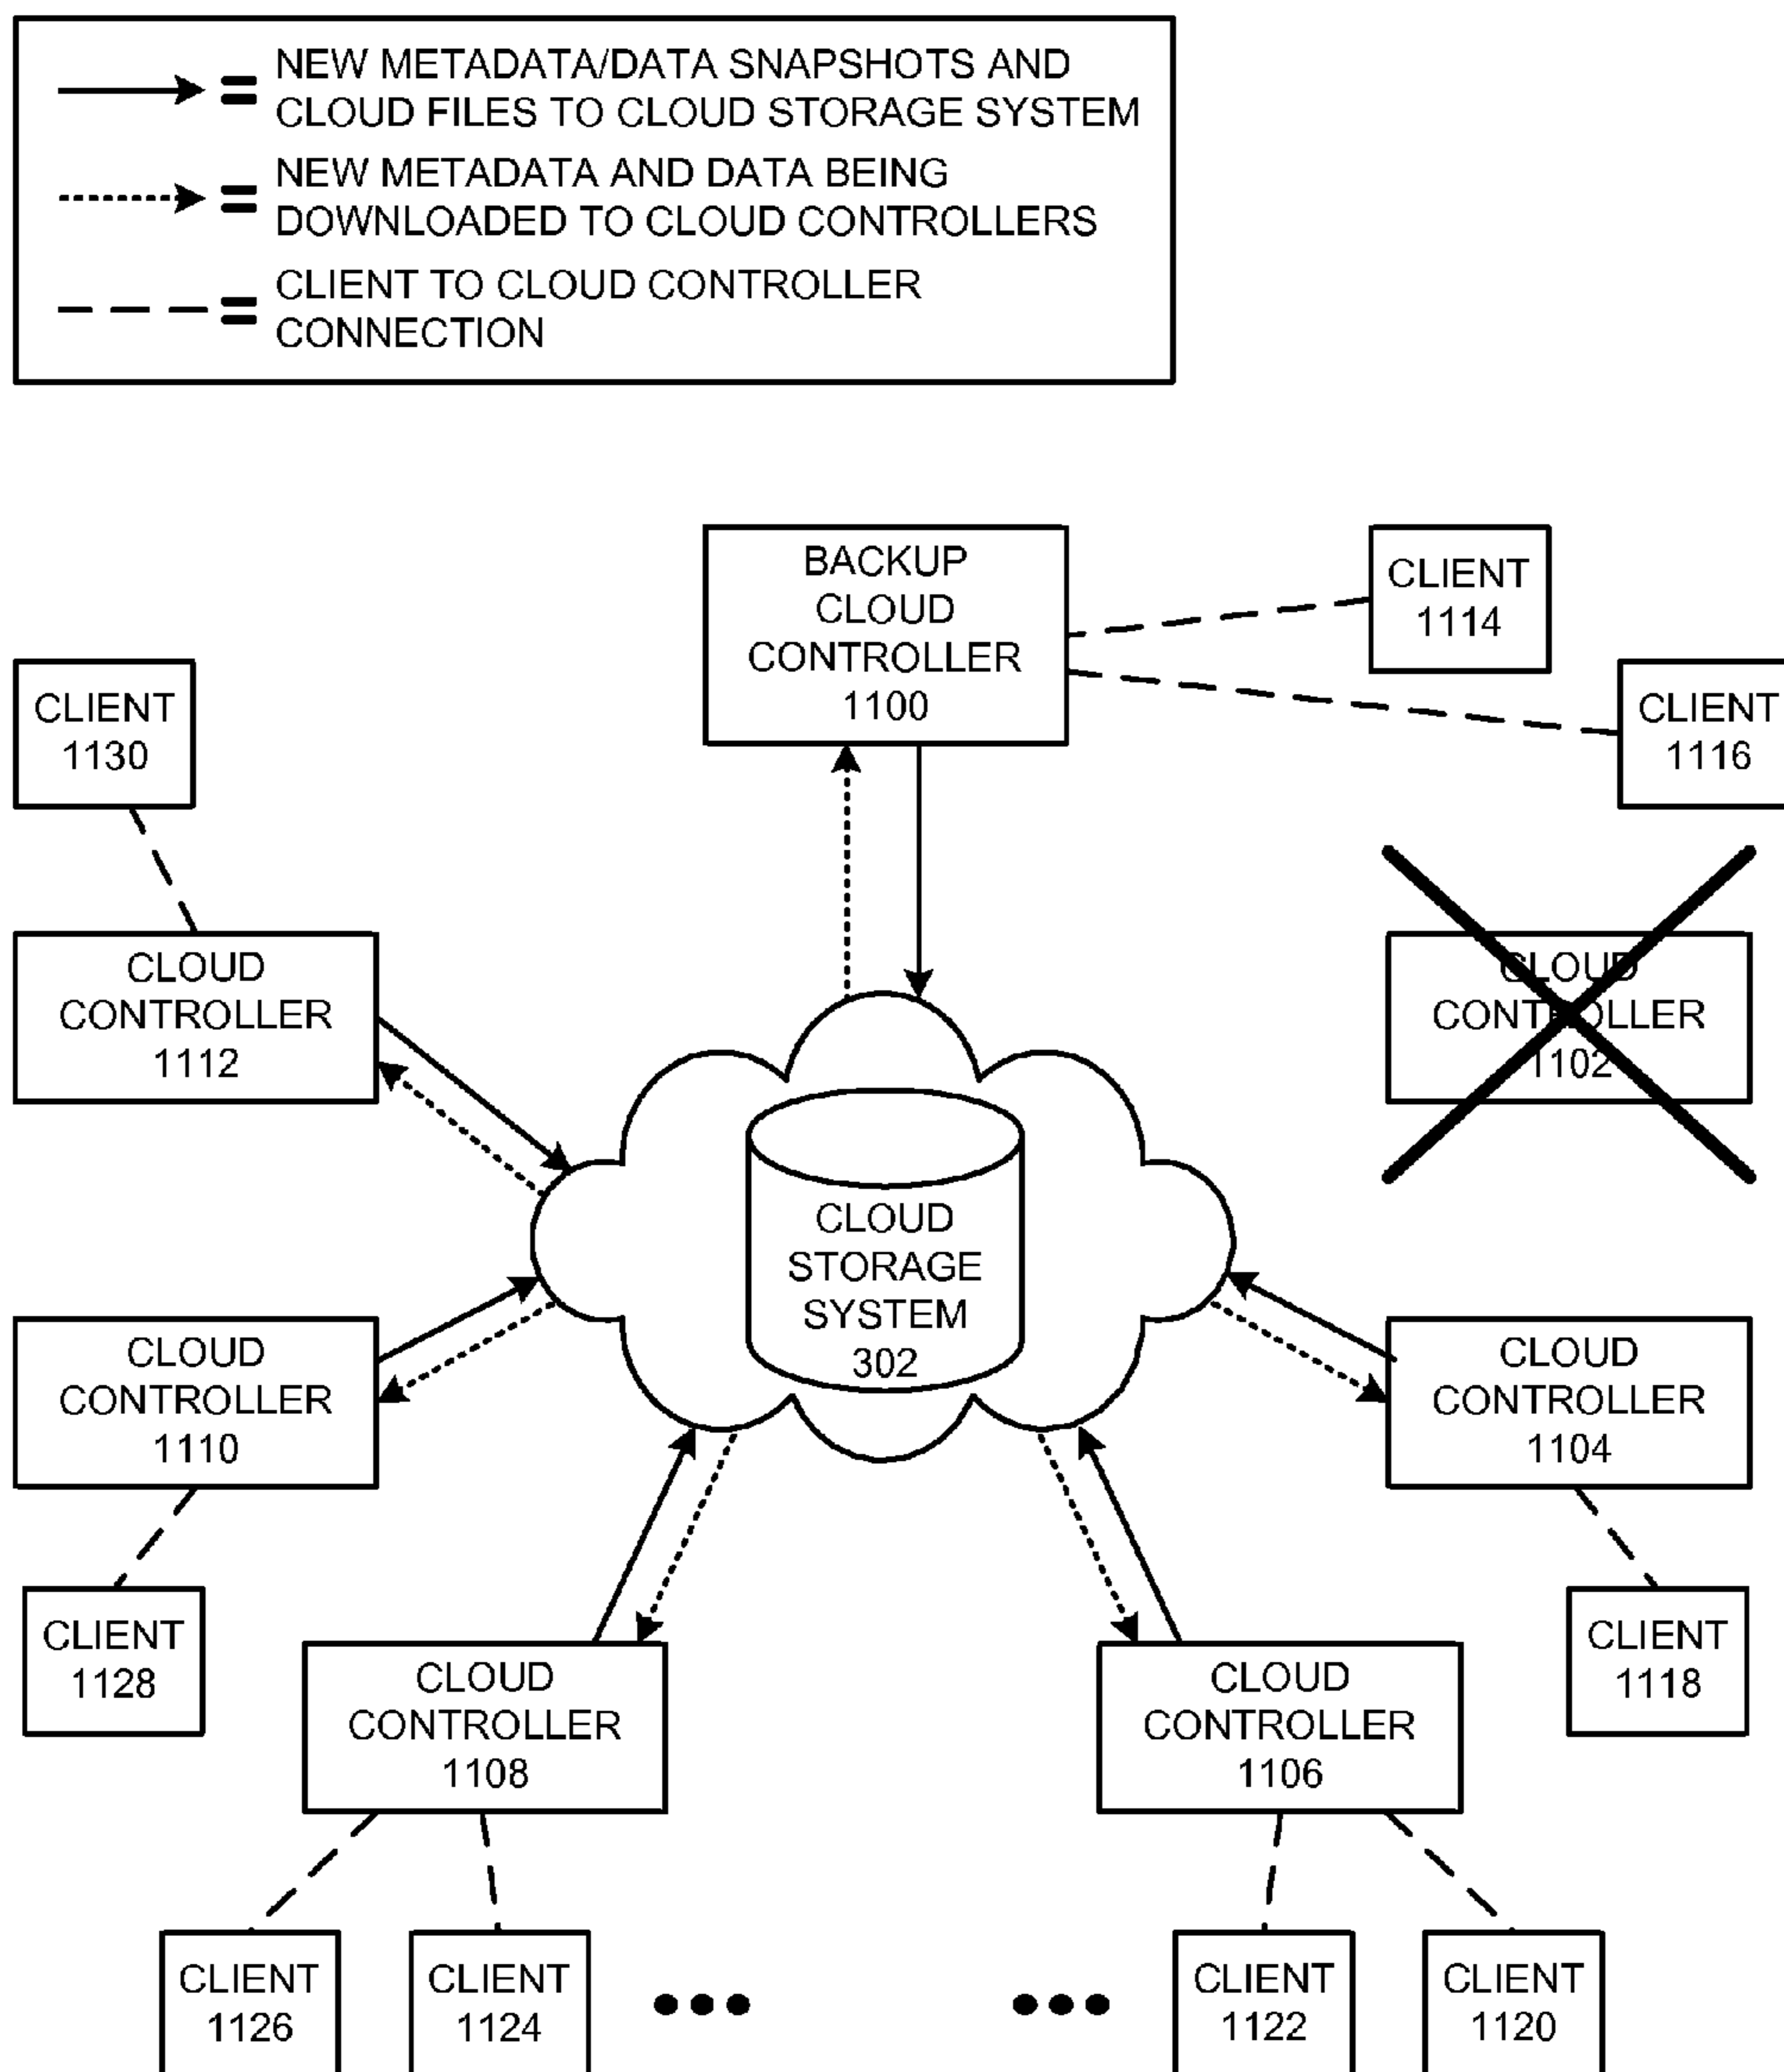 NEW METADATA/DATA SNAPSHOTS AND
CLOUD FILES TO CLOUD STORAGE SYSTEM
NEW METADATA AND DATA BEING
DOWNLOADED TO CLOUD CONTROLLERS
CLIENT TO CLOUD CONTROLLER
CONNECTION
BACKUP
CLOUD
CONTROLLER
1100
CLIENT
1114
CLIENT
1116
CLIENT
1130
CLOUD
CONTROLLER
1112
CLOUD
CONTROLLER
1102
CLOUD
STORAGE
SYSTEM
302
CLOUD
CONTROLLER
1110
CLOUD
CONTROLLER
1104
CLIENT
1128
CLIENT
1118
CLOUD
CONTROLLER
1108
CLOUD
CONTROLLER
1106
CLIENT
1126
CLIENT
1124
CLIENT
1122
CLIENT
1120